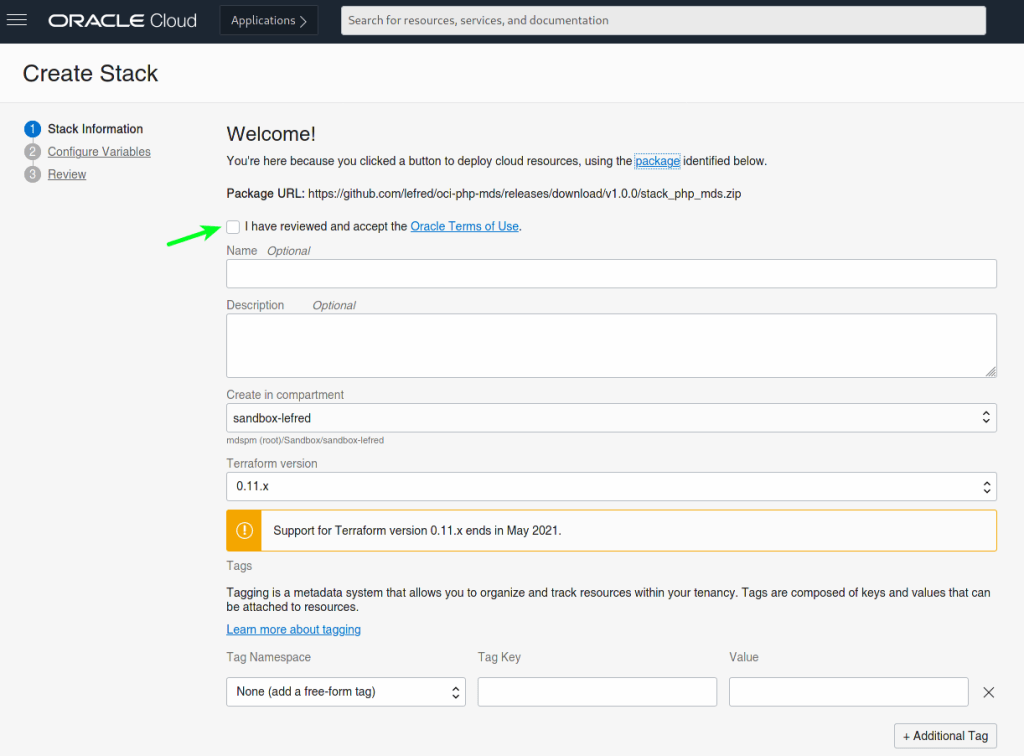 ORACLE Cloud
Applications
Search for resources, services, and documentation
Create Stack
1 Stack Information
2 Configure Variables
3 Review
Welcome!
You're here because you clicked a button to deploy cloud resources, using the package identified below.
Package URL: https://github.com/lefred/oci-php-mds/releases/download/v1.0.0/stack_php_mds.zip
I have reviewed and accept the Oracle Terms of Use.
Name Optional
Description Optional
Create in compartment
sandbox-lefred
mdspm (root)/Sandbox/sandbox-lefred
Terraform version
0.11.x
Support for Terraform version 0.11.x ends in May 2021.
Tags
Tagging is a metadata system that allows you to organize and track resources within your tenancy. Tags are composed of keys and values that can
be attached to resources.
Learn more about tagging
Tag Namespace Tag Key Value
None (add a free-form tag)
+ Additional Tag